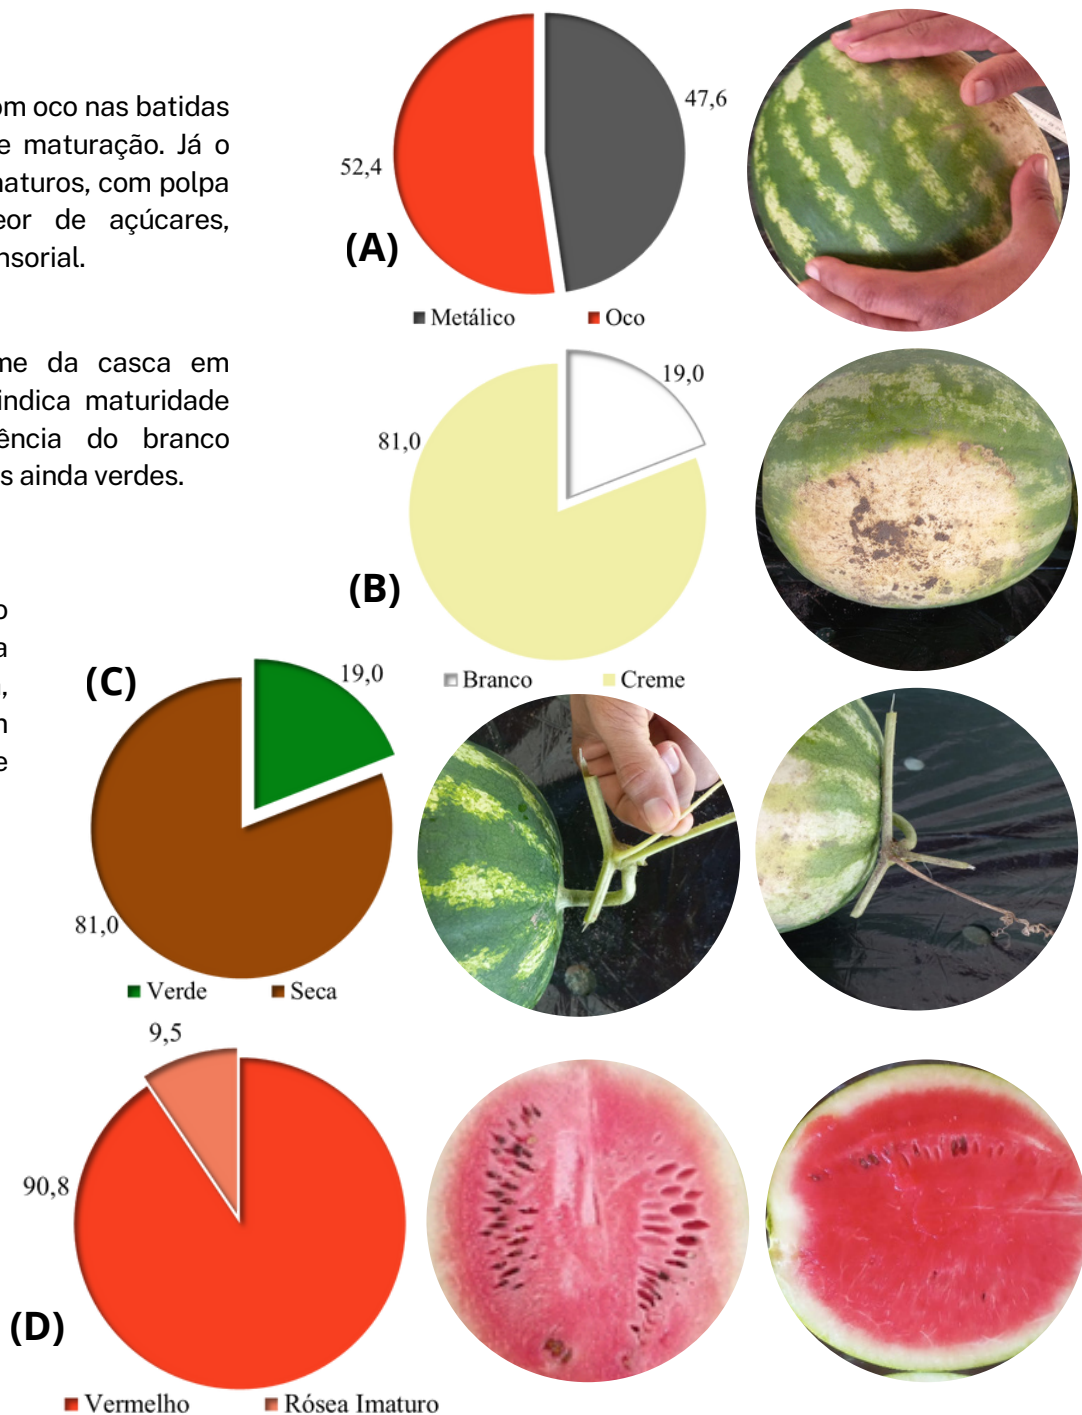 om oco nas batidas
e maturação. Já o
naturos, com polpa
eor de açúcares,
nsorial.
me da casca em
indica maturidade
ência do branco
s ainda verdes.
o
a
,
n
e
47,6
52,4
(A)
Metálico Oco
19,0
81,0
(B)
Branco Creme
(C)
19,0
81,0
Verde Seca
9,5
90,8
(D)
Vermelho Rósea Imaturo